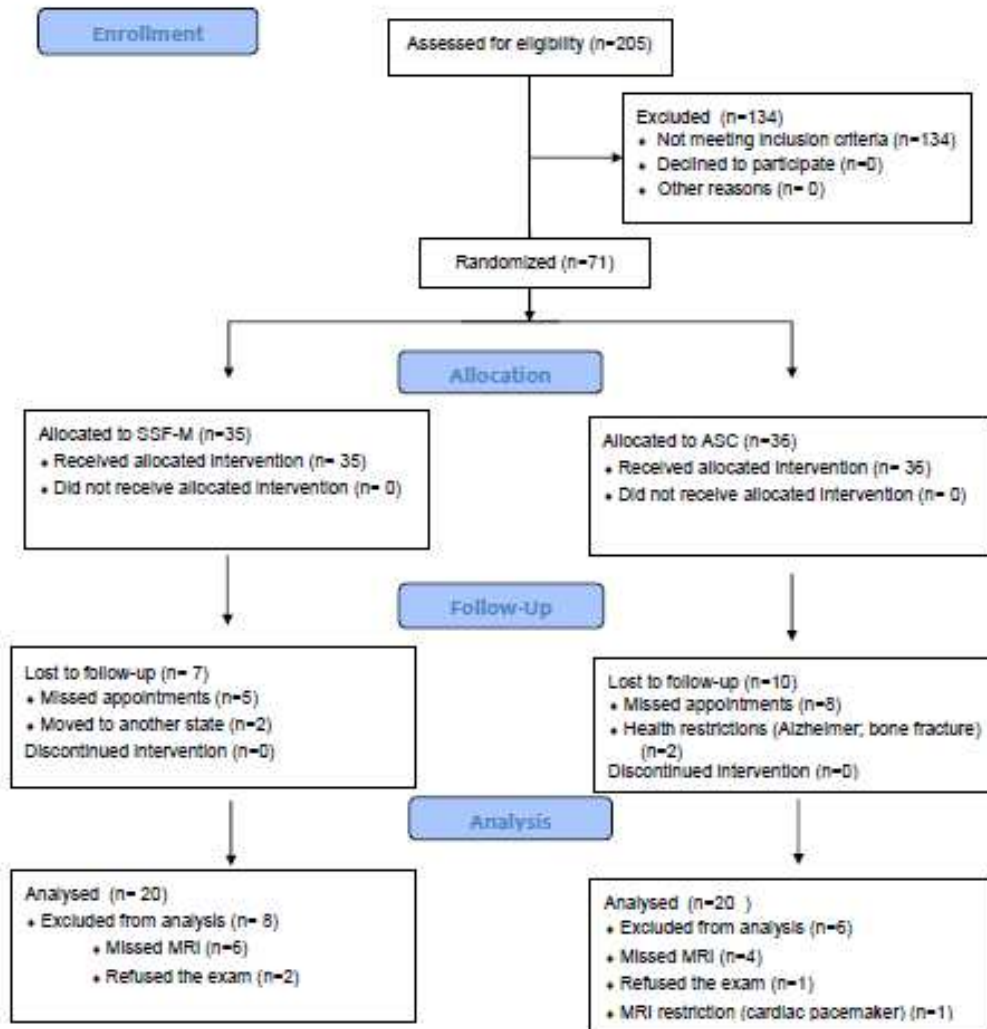 Enrollment
Assessed for eligibility (n=205)
Excluded (n=134)
• Not meeting inclusion criteria (n=134)
• Declined to participate (n=0)
• Other reasons (n= 0)
Randomized (n=71)
Allocation
Allocated to SSF-M (n=35)
• Received allocated intervention (n= 35)
• Did not receive allocated intervention (n= 0)
Allocated to ASC (n=36)
• Received allocated intervention (n= 36)
• Did not receive allocated intervention (n= 0)
Follow-Up
Lost to follow-up (n= 7)
• Missed appointments (n=5)
• Moved to another state (n=2)
Discontinued intervention (n=0)
Lost to follow-up (n=10)
• Missed appointments (n=8)
• Health restrictions (Alzheimer; bone fracture)
(n=2)
Discontinued intervention (n=0)
Analysis
Analysed (n= 20)
• Excluded from analysis (n= 8)
• Missed MRI (n=6)
• Refused the exam (n=2)
Analysed (n=20 )
• Excluded from analysis (n=6)
• Missed MRI (n=4)
• Refused the exam (n=1)
• MRI restriction (cardiac pacemaker) (n=1)